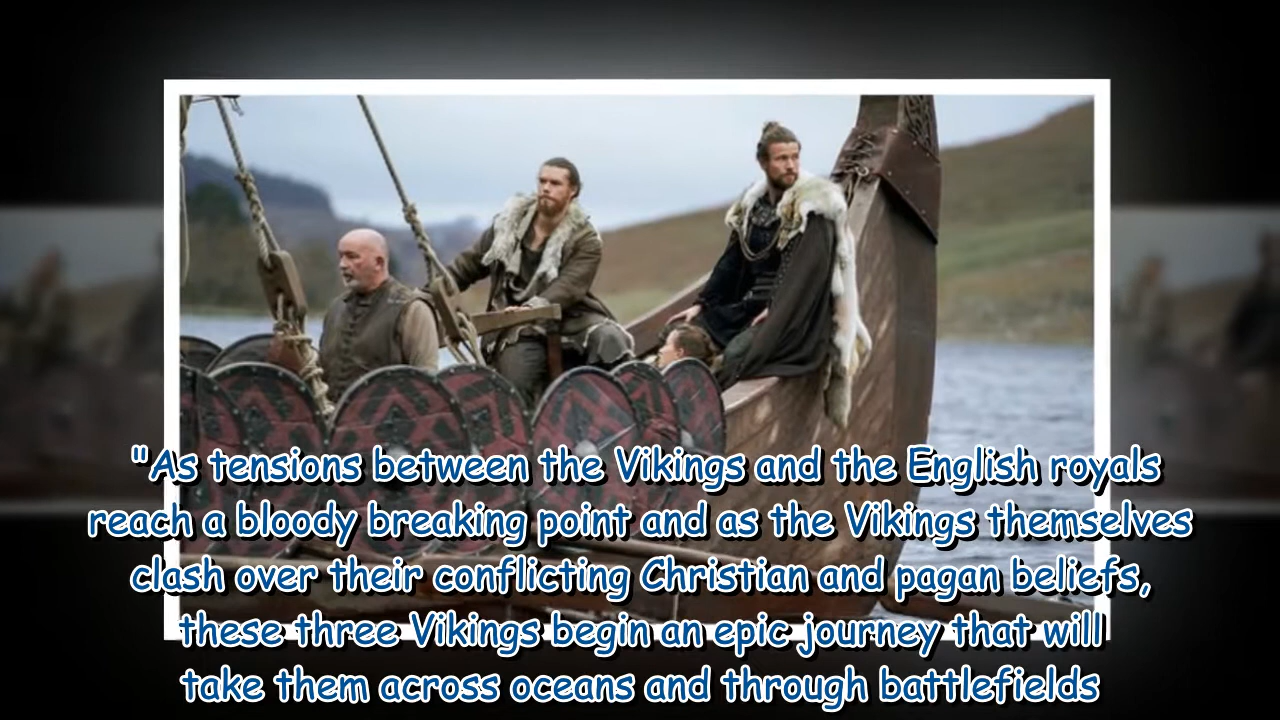 "As tensions between the Vikings and the English royals
reach a bloody breaking point and as the Vikings themselves
clash over their conflicting Christian and pagan beliefs,
these three Vikings begin an epic journey that will
take them across oceans and through battlefields